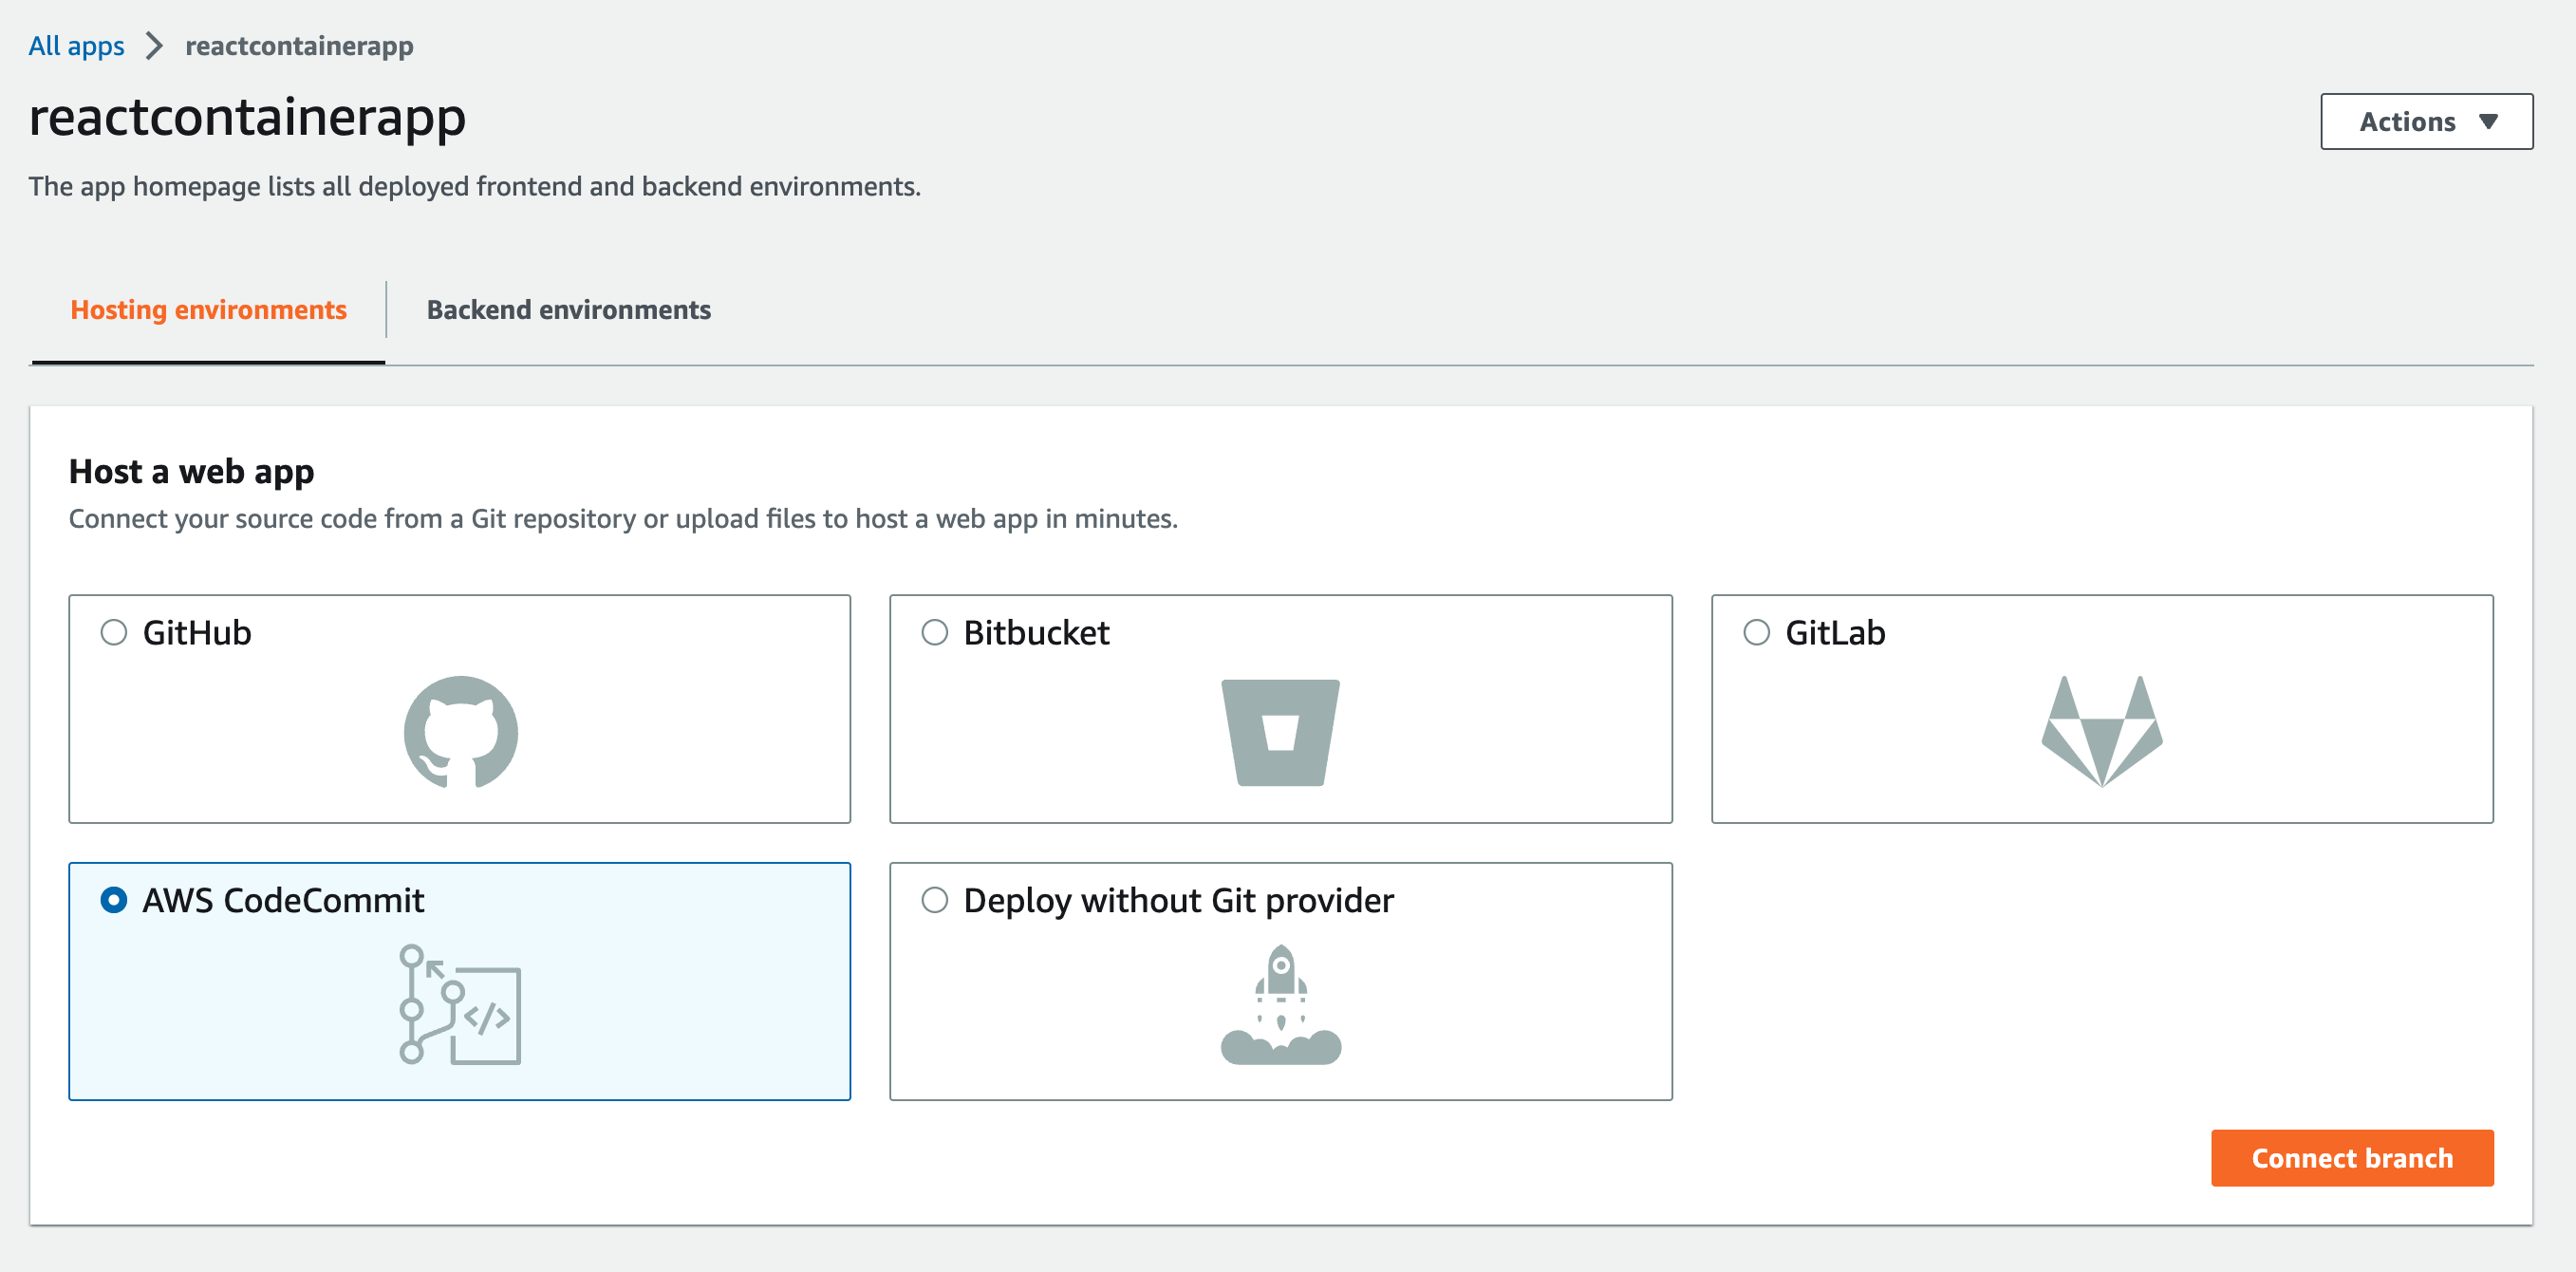 All apps reactcontainerapp
reactcontainerapp
Actions
The app homepage lists all deployed frontend and backend environments.
Hosting environments
Backend environments
Host a web app
Connect your source code from a Git repository or upload files to host a web app in minutes.
GitHub
Bitbucket
GitLab
AWS CodeCommit
Deploy without Git provider
Connect branch